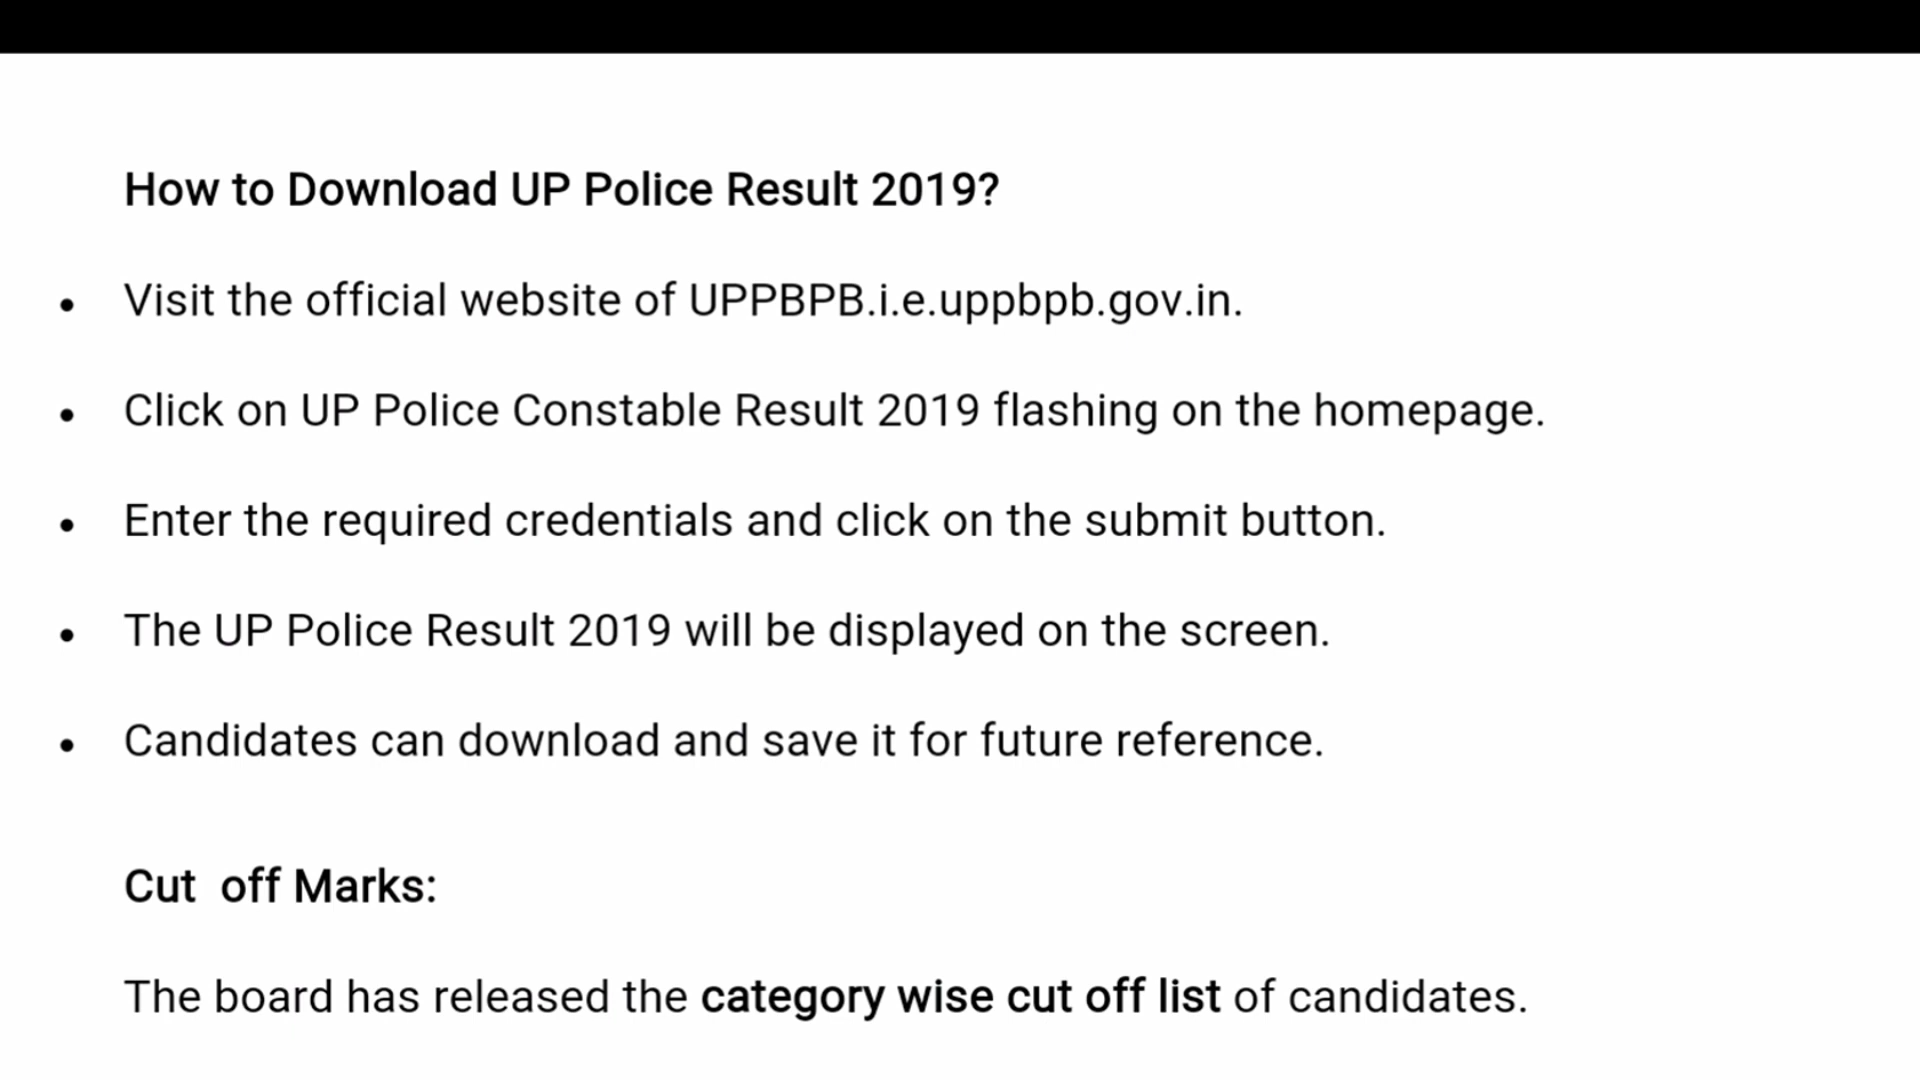 How to Download UP Police Result 2019?
• Visit the official website of UPPBPB.i.e.uppbpb.gov.in.
• Click on UP Police Constable Result 2019 flashing on the homepage.
• Enter the required credentials and click on the submit button.
• The UP Police Result 2019 will be displayed on the screen.
• Candidates can download and save it for future reference.
Cut  off Marks:
The board has released the category wise cut off list of candidates.